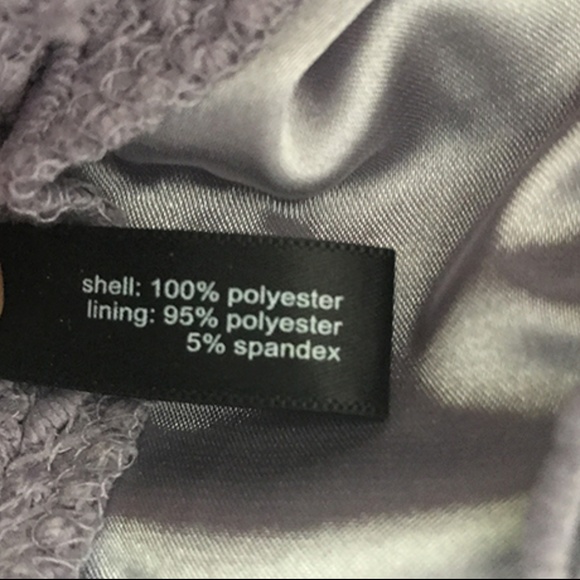 shell: 100% polyester
lining: 95% polyester
5% spandex